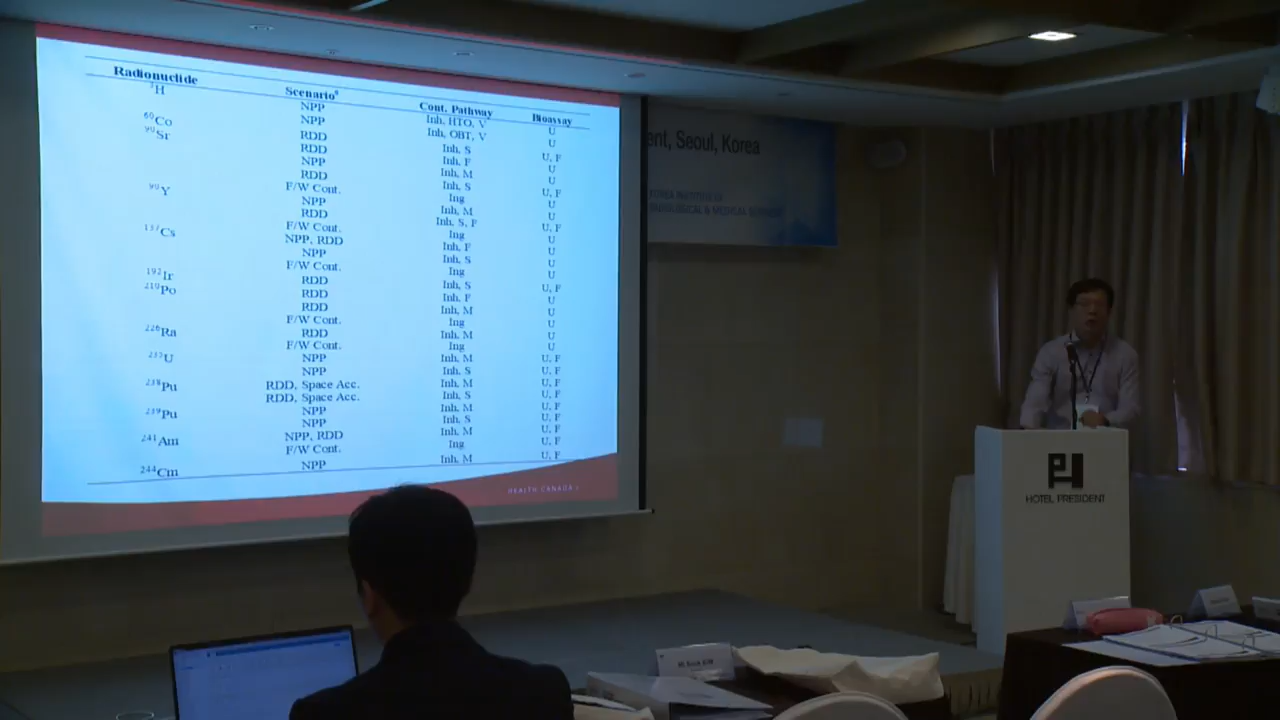 Radionuclide Scenario Cont. Pathway Bioassay
³H NPP Inh, HTO, V U
NPP Inh, OBT, V U
⁶⁰Co RDD Inh, S U, F
⁹⁰Sr RDD Inh, F U
NPP Inh, M U
RDD Inh, S U, F
F/W Cont. Ing U
⁹⁰Y NPP Inh, M U
RDD Inh, S, F U, F
F/W Cont. Ing U
¹³⁷Cs NPP, RDD Inh, F U
NPP Inh, S U
F/W Cont. Ing U
¹⁹²Ir RDD Inh, S U, F
²¹⁰Po RDD Inh, F U
RDD Inh, M U
F/W Cont. Ing U
²²⁶Ra RDD Inh, M U
F/W Cont. Ing U
²³⁵U NPP Inh, M U, F
NPP Inh, S U, F
²³⁸Pu RDD, Space Acc. Inh, M U, F
RDD, Space Acc. Inh, S U, F
²³⁹Pu NPP Inh, M U, F
NPP Inh, S U, F
²⁴¹Am NPP, RDD Inh, M U, F
F/W Cont. Ing U, F
²⁴⁴Cm NPP Inh, M U, F
HEALTH CANADA
Seoul, Korea
HOTEL PRESIDENT